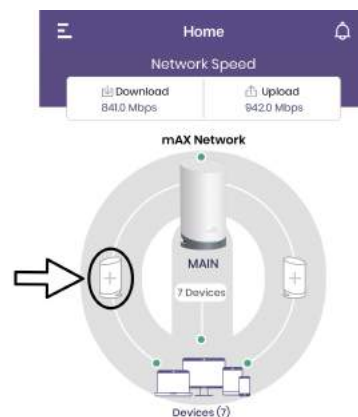 Home
Network Speed
Download
841.0 Mbps
Upload
942.0 Mbps
mAX Network
MAIN
7 Devices
Devices (7)